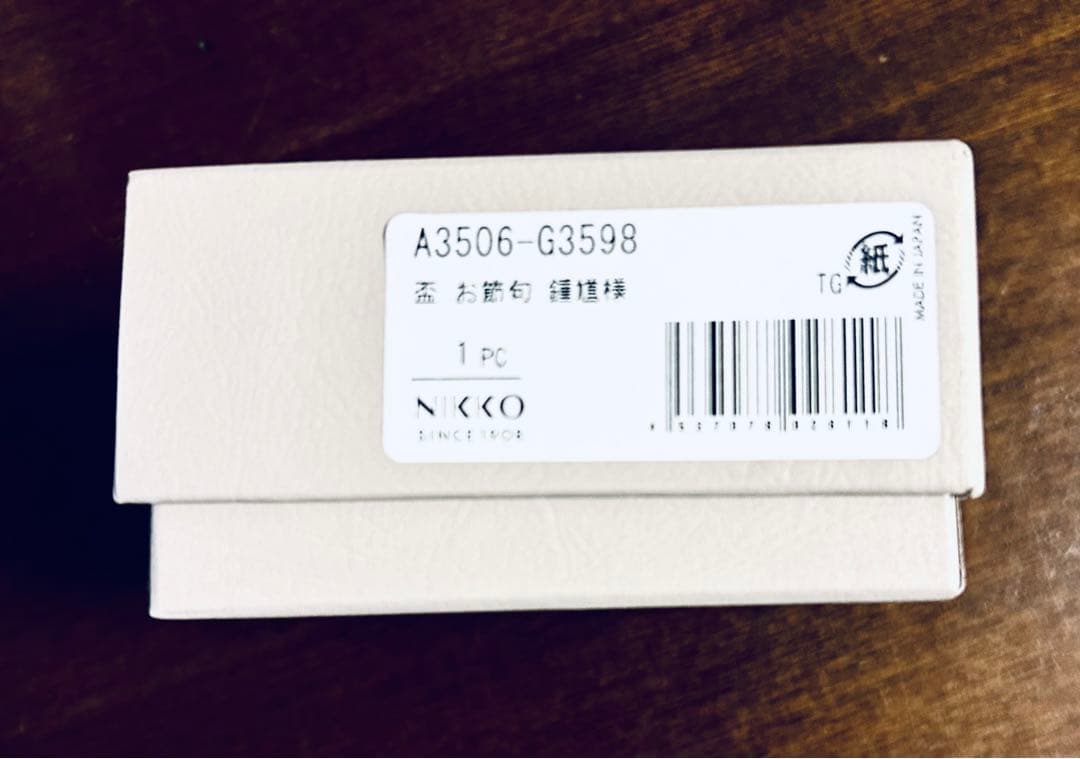 A3506-G3598
盃 お節句 鍾馗様
1 PC
NIKKO
SINCE 1908
TG
紙
MADE IN JAPAN